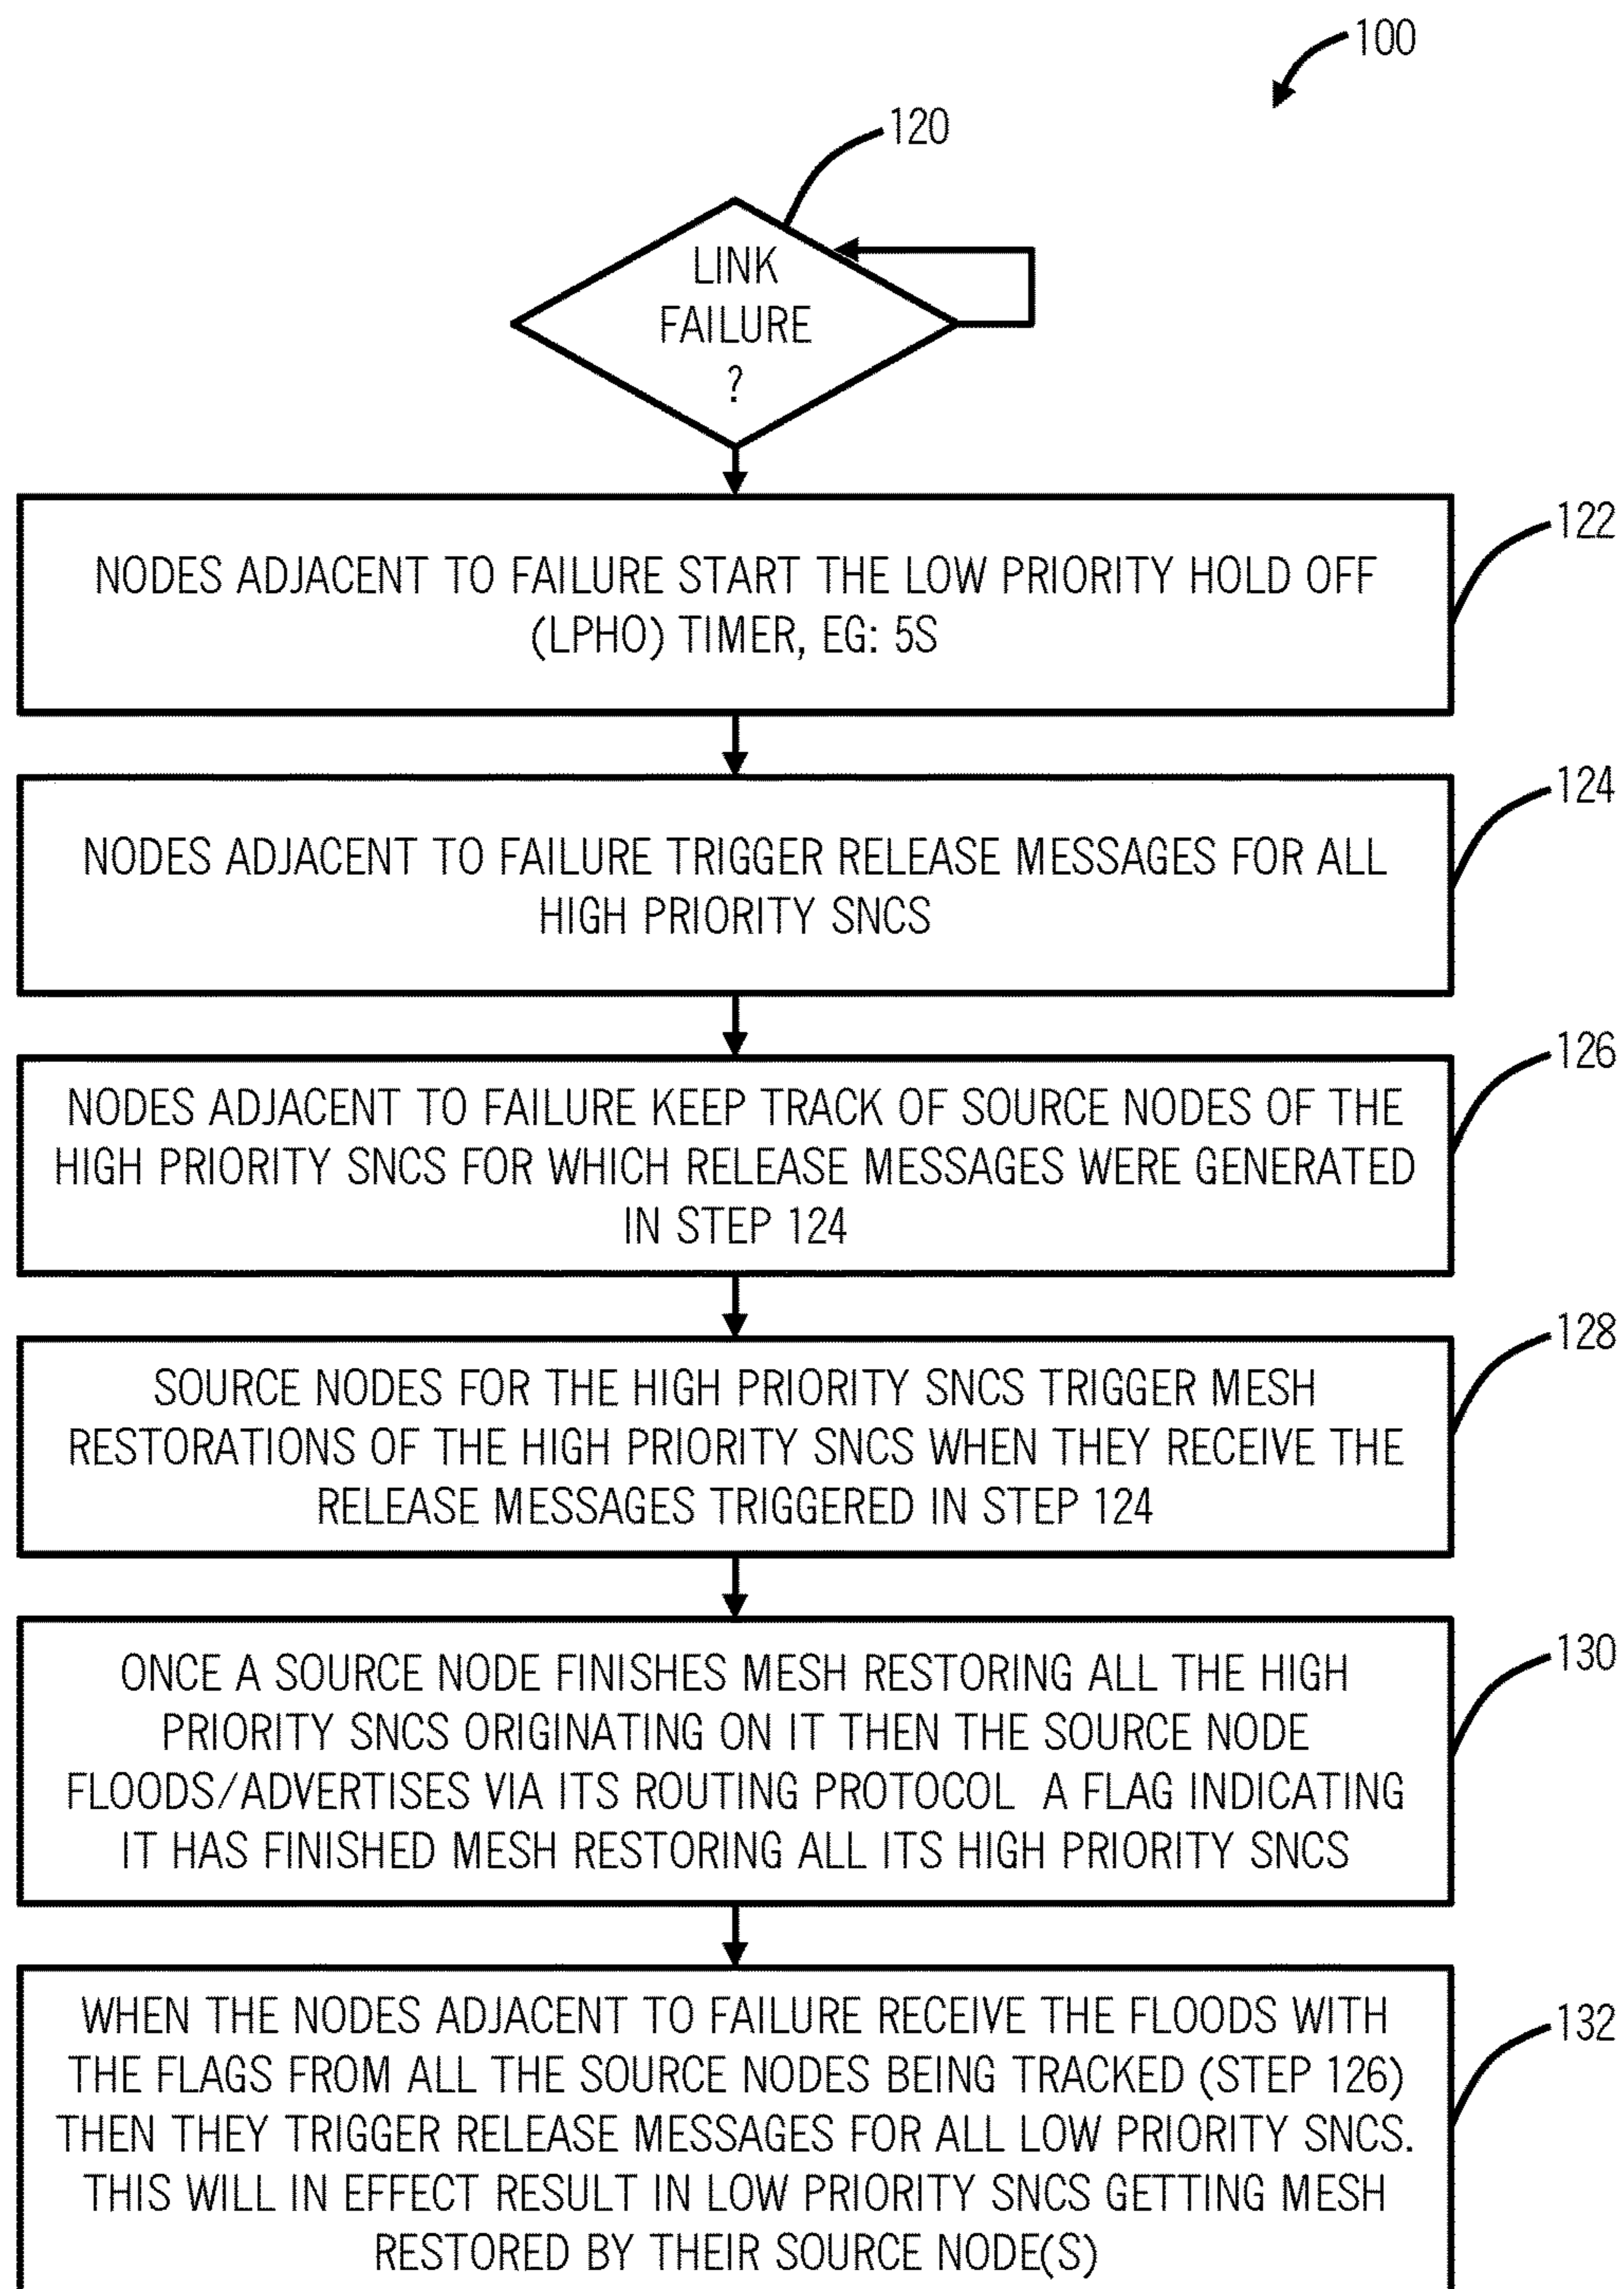 100
120
LINK
FAILURE
?
122
NODES ADJACENT TO FAILURE START THE LOW PRIORITY HOLD OFF
(LPHO) TIMER, EG: 5S
124
NODES ADJACENT TO FAILURE TRIGGER RELEASE MESSAGES FOR ALL
HIGH PRIORITY SNCS
126
NODES ADJACENT TO FAILURE KEEP TRACK OF SOURCE NODES OF THE
HIGH PRIORITY SNCS FOR WHICH RELEASE MESSAGES WERE GENERATED
IN STEP 124
128
SOURCE NODES FOR THE HIGH PRIORITY SNCS TRIGGER MESH
RESTORATIONS OF THE HIGH PRIORITY SNCS WHEN THEY RECEIVE THE
RELEASE MESSAGES TRIGGERED IN STEP 124
130
ONCE A SOURCE NODE FINISHES MESH RESTORING ALL THE HIGH
PRIORITY SNCS ORIGINATING ON IT THEN THE SOURCE NODE
FLOODS/ADVERTISES VIA ITS ROUTING PROTOCOL A FLAG INDICATING
IT HAS FINISHED MESH RESTORING ALL ITS HIGH PRIORITY SNCS
132
WHEN THE NODES ADJACENT TO FAILURE RECEIVE THE FLOODS WITH
THE FLAGS FROM ALL THE SOURCE NODES BEING TRACKED (STEP 126)
THEN THEY TRIGGER RELEASE MESSAGES FOR ALL LOW PRIORITY SNCS.
THIS WILL IN EFFECT RESULT IN LOW PRIORITY SNCS GETTING MESH
RESTORED BY THEIR SOURCE NODE(S)